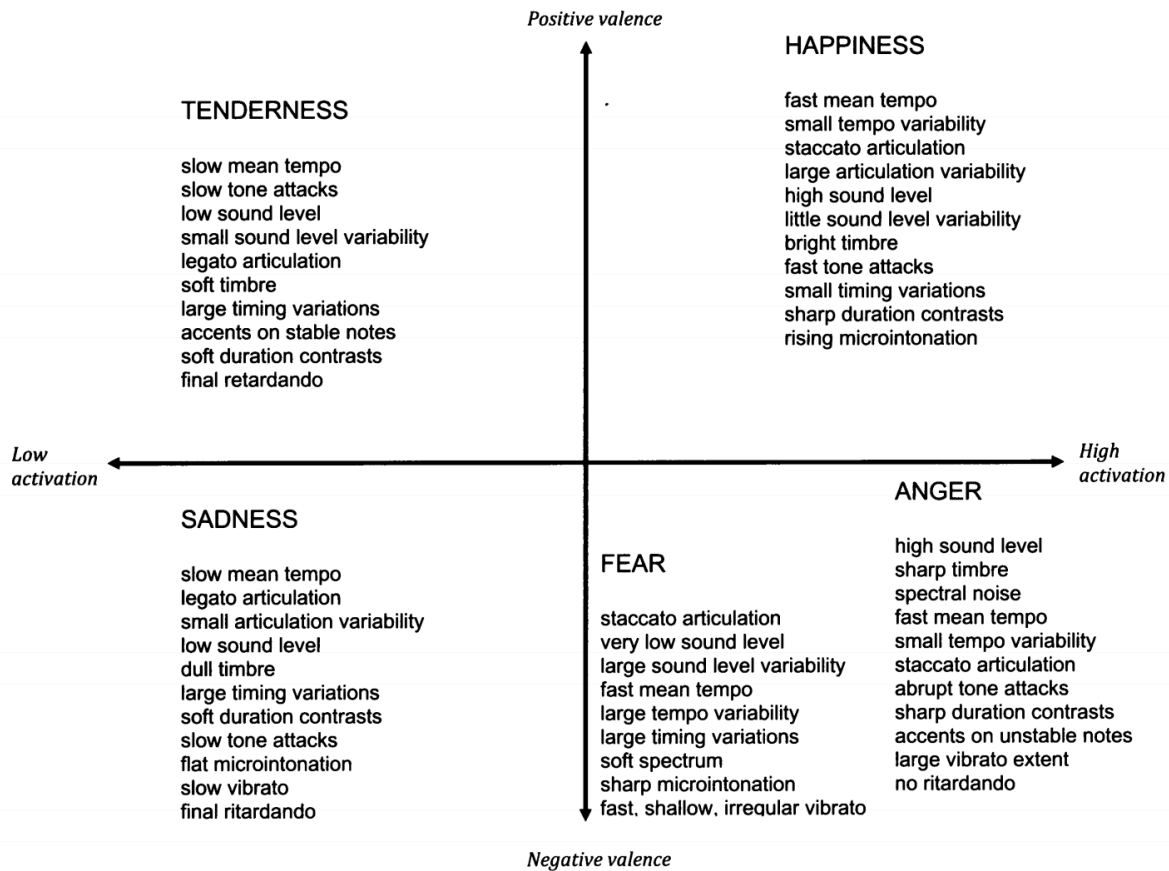 Positive valence
HAPPINESS
fast mean tempo
small tempo variability
staccato articulation
large articulation variability
high sound level
little sound level variability
bright timbre
fast tone attacks
small timing variations
sharp duration contrasts
rising microintonation
TENDERNESS
slow mean tempo
slow tone attacks
low sound level
small sound level variability
legato articulation
soft timbre
large timing variations
accents on stable notes
soft duration contrasts
final retardando
Low
activation
High
activation
SADNESS
slow mean tempo
legato articulation
small articulation variability
low sound level
dull timbre
large timing variations
soft duration contrasts
slow tone attacks
flat microintonation
slow vibrato
final ritardando
FEAR
staccato articulation
very low sound level
large sound level variability
fast mean tempo
large tempo variability
large timing variations
soft spectrum
sharp microintonation
fast, shallow, irregular vibrato
ANGER
high sound level
sharp timbre
spectral noise
fast mean tempo
small tempo variability
staccato articulation
abrupt tone attacks
sharp duration contrasts
accents on unstable notes
large vibrato extent
no ritardando
Negative valence